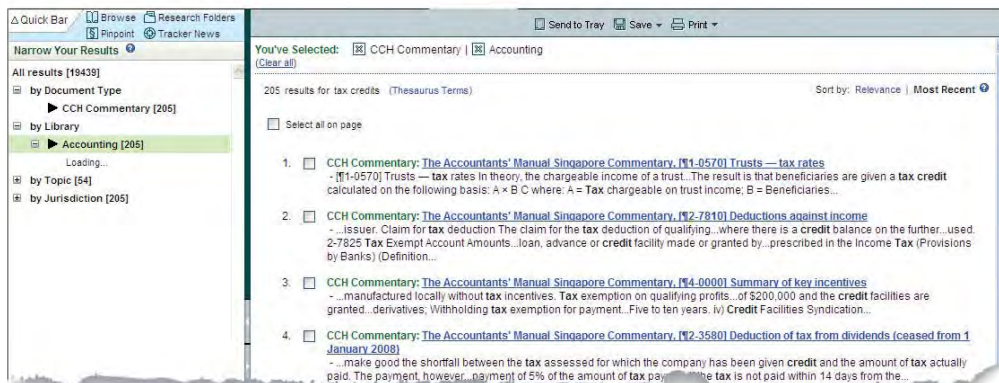 Quick Bar
Browse Research Folders
Pinpoint Tracker News
Narrow Your Results
All results [19439]
by Document Type
CCH Commentary [205]
by Library
Accounting [205]
Loading...
by Topic [54]
by Jurisdiction [205]
Send to Tray Save Print
You've Selected: CCH Commentary | Accounting
(Clear all)
205 results for tax credits (Thesaurus Terms) Sort by: Relevance | Most Recent
Select all on page
1. CCH Commentary: The Accountants' Manual Singapore Commentary, [¶1-0570] Trusts — tax rates
- [¶1-0570] Trusts — tax rates In theory, the chargeable income of a trust...The result is that beneficiaries are given a tax credit
calculated on the following basis: A × B C where: A = Tax chargeable on trust income; B = Beneficiaries...
2. CCH Commentary: The Accountants' Manual Singapore Commentary, [¶2-7810] Deductions against income
- ...issuer. Claim for tax deduction The claim for the tax deduction of qualifying...where there is a credit balance on the further...used.
2-7825 Tax Exempt Account Amounts...loan, advance or credit facility made or granted by...prescribed in the Income Tax (Provisions
by Banks) (Definition...
3. CCH Commentary: The Accountants' Manual Singapore Commentary, [¶4-0000] Summary of key incentives
- ...manufactured locally without tax incentives. Tax exemption on qualifying profits...of $200,000 and the credit facilities are
granted...derivatives; Withholding tax exemption for payment...Five to ten years. iv) Credit Facilities Syndication...
4. CCH Commentary: The Accountants' Manual Singapore Commentary, [¶2-3580] Deduction of tax from dividends (ceased from 1
January 2008)
- ...make good the shortfall between the tax assessed for which the company has been given credit and the amount of tax actually
paid. The payment, however...payment of 5% of the amount of tax the tax is not paid within 14 days from the...